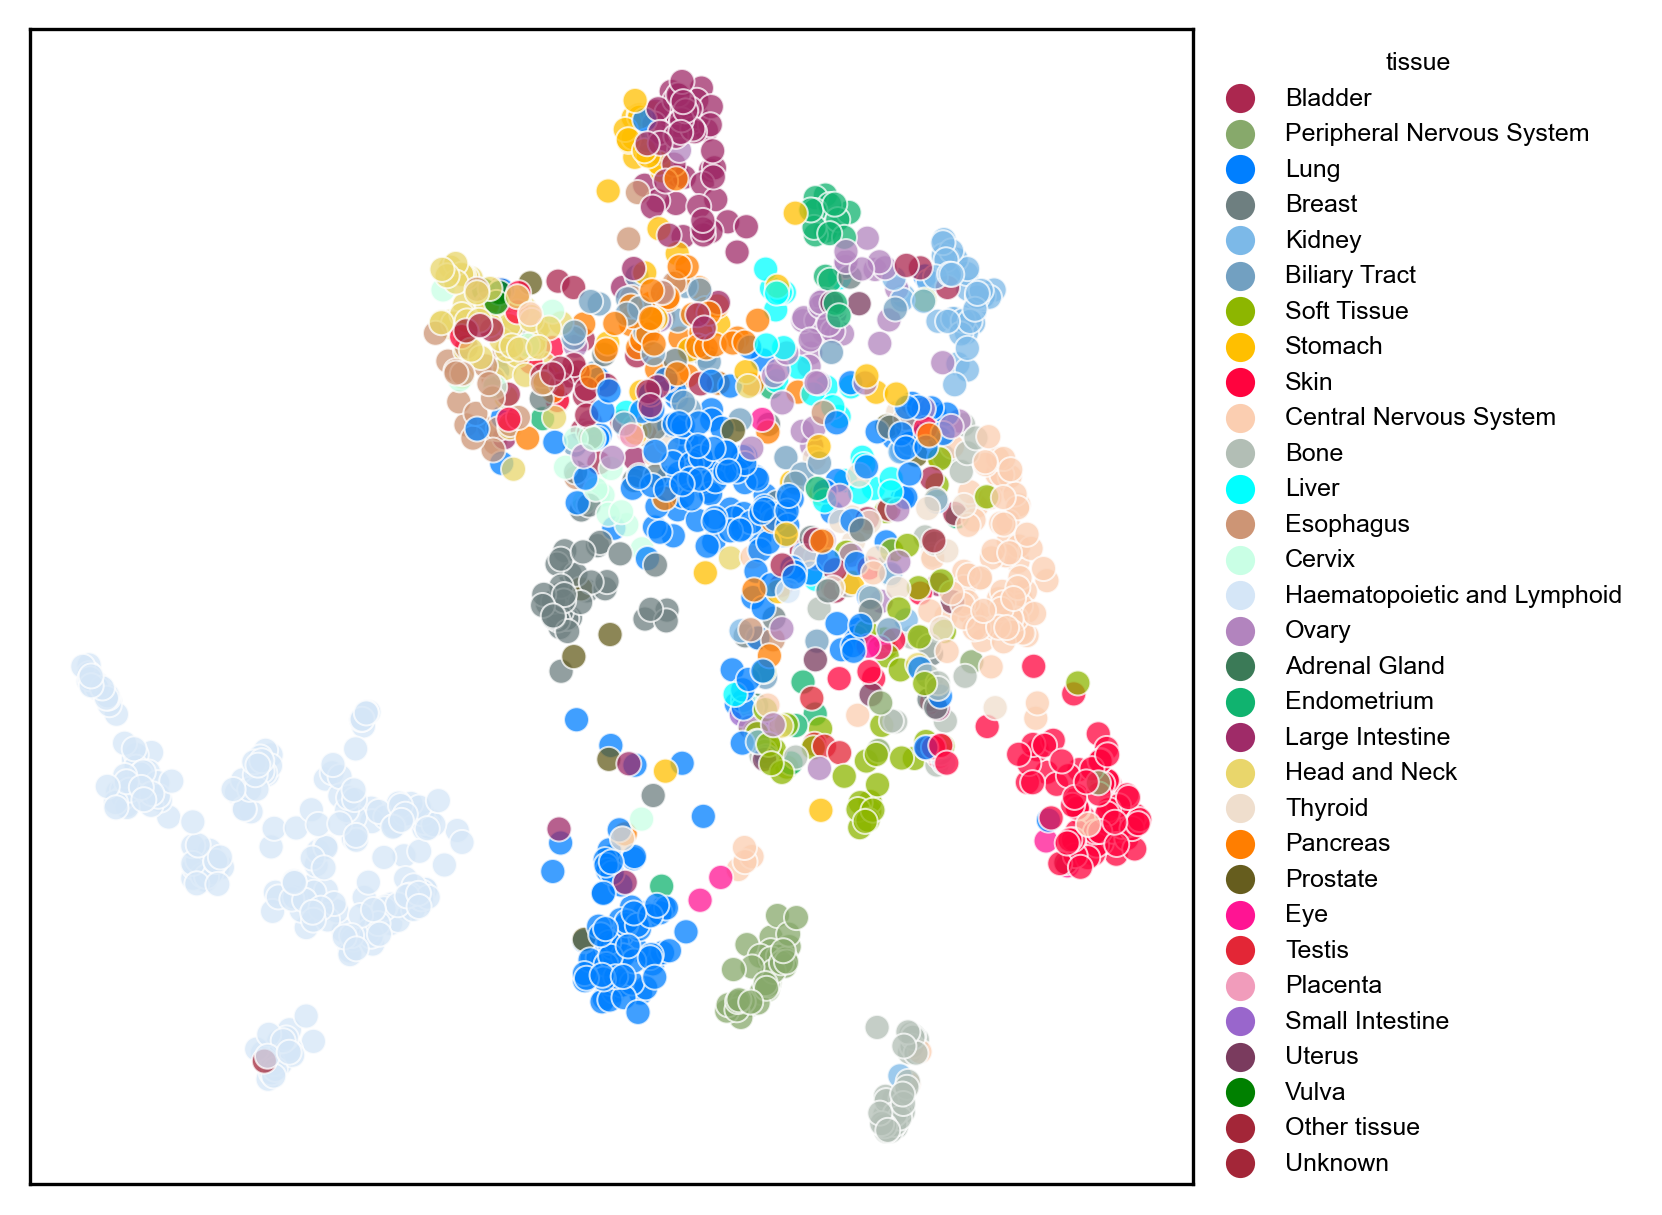 tissue
Bladder
Peripheral Nervous System
Lung
Breast
Kidney
Biliary Tract
Soft Tissue
Stomach
Skin
Central Nervous System
Bone
Liver
Esophagus
Cervix
Haematopoietic and Lymphoid
Ovary
Adrenal Gland
Endometrium
Large Intestine
Head and Neck
Thyroid
Pancreas
Prostate
Eye
Testis
Placenta
Small Intestine
Uterus
Vulva
Other tissue
Unknown